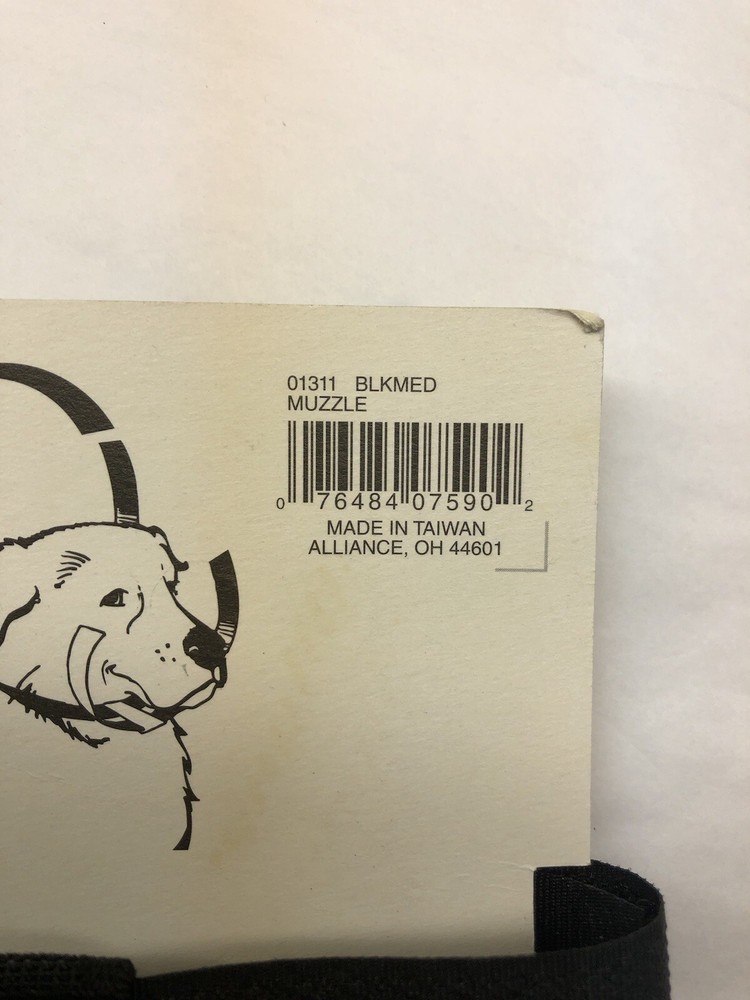 01311 BLKMED
MUZZLE
0 76484 07590 2
MADE IN TAIWAN
ALLIANCE, OH 44601